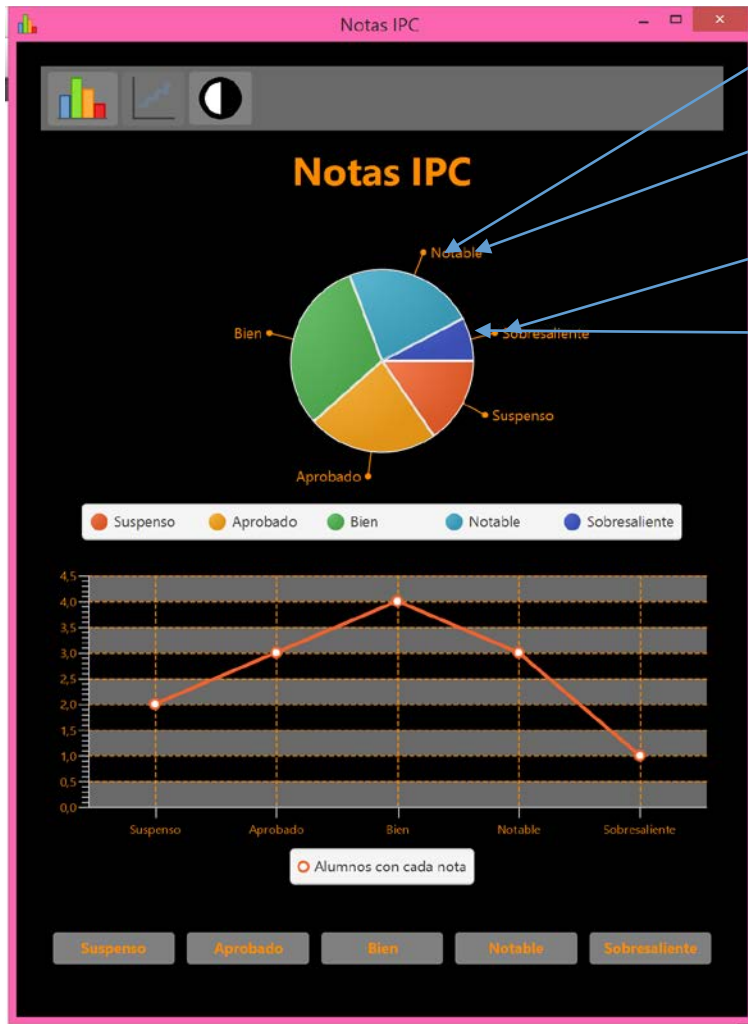 Notas IPC
Notas IPC
Notable
Bien
Sobresaliente
Suspenso
Aprobado
Suspenso Aprobado Bien Notable Sobresaliente
4,5
4,0
3,5
3,0
2,5
2,0
1,5
1,0
0,5
0,0
Suspenso Aprobado Bien Notable Sobresaliente
Alumnos con cada nota
Suspenso Aprobado Bien Notable Sobresaliente